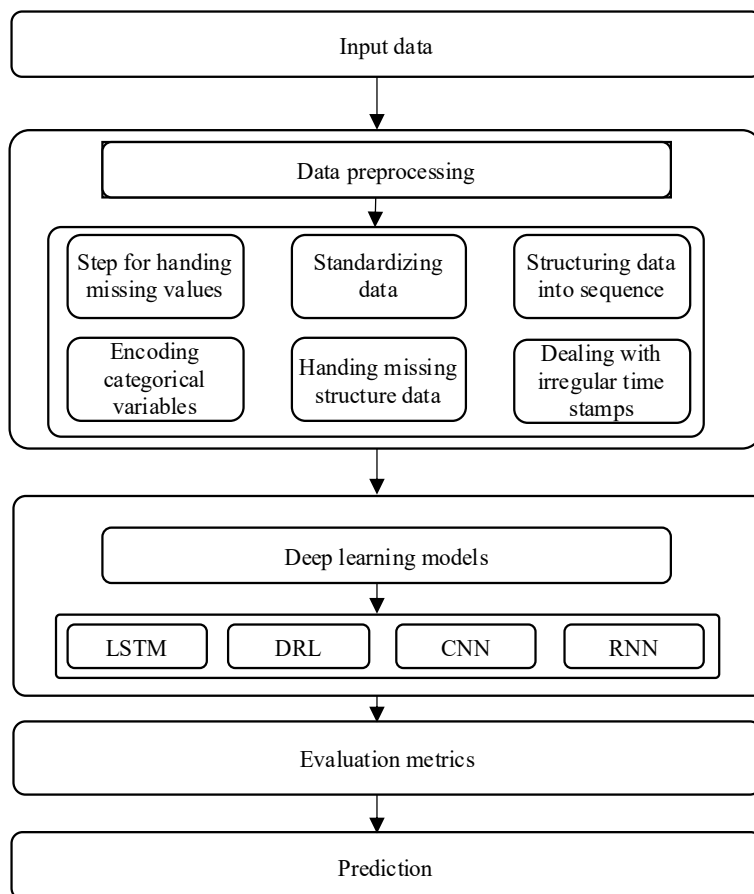 Input data
Data preprocessing
Step for handing
missing values
Standardizing
data
Structuring data
into sequence
Encoding
categorical
variables
Handing missing
structure data
Dealing with
irregular time
stamps
Deep learning models
LSTM
DRL
CNN
RNN
Evaluation metrics
Prediction